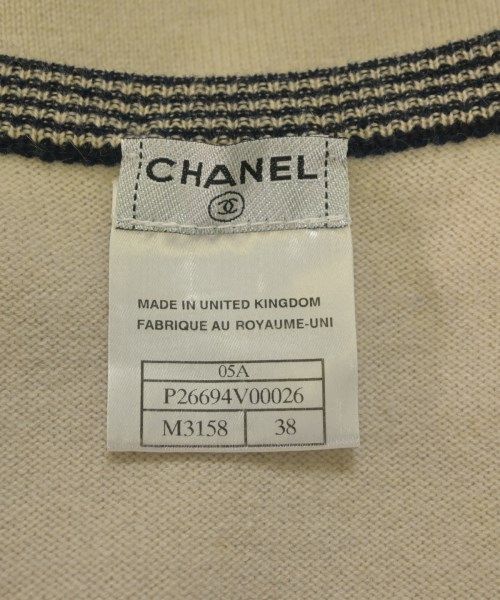 CHANEL
MADE IN UNITED KINGDOM
FABRIQUE AU ROYAUME-UNI
05A
P26694V00026
M3158 38